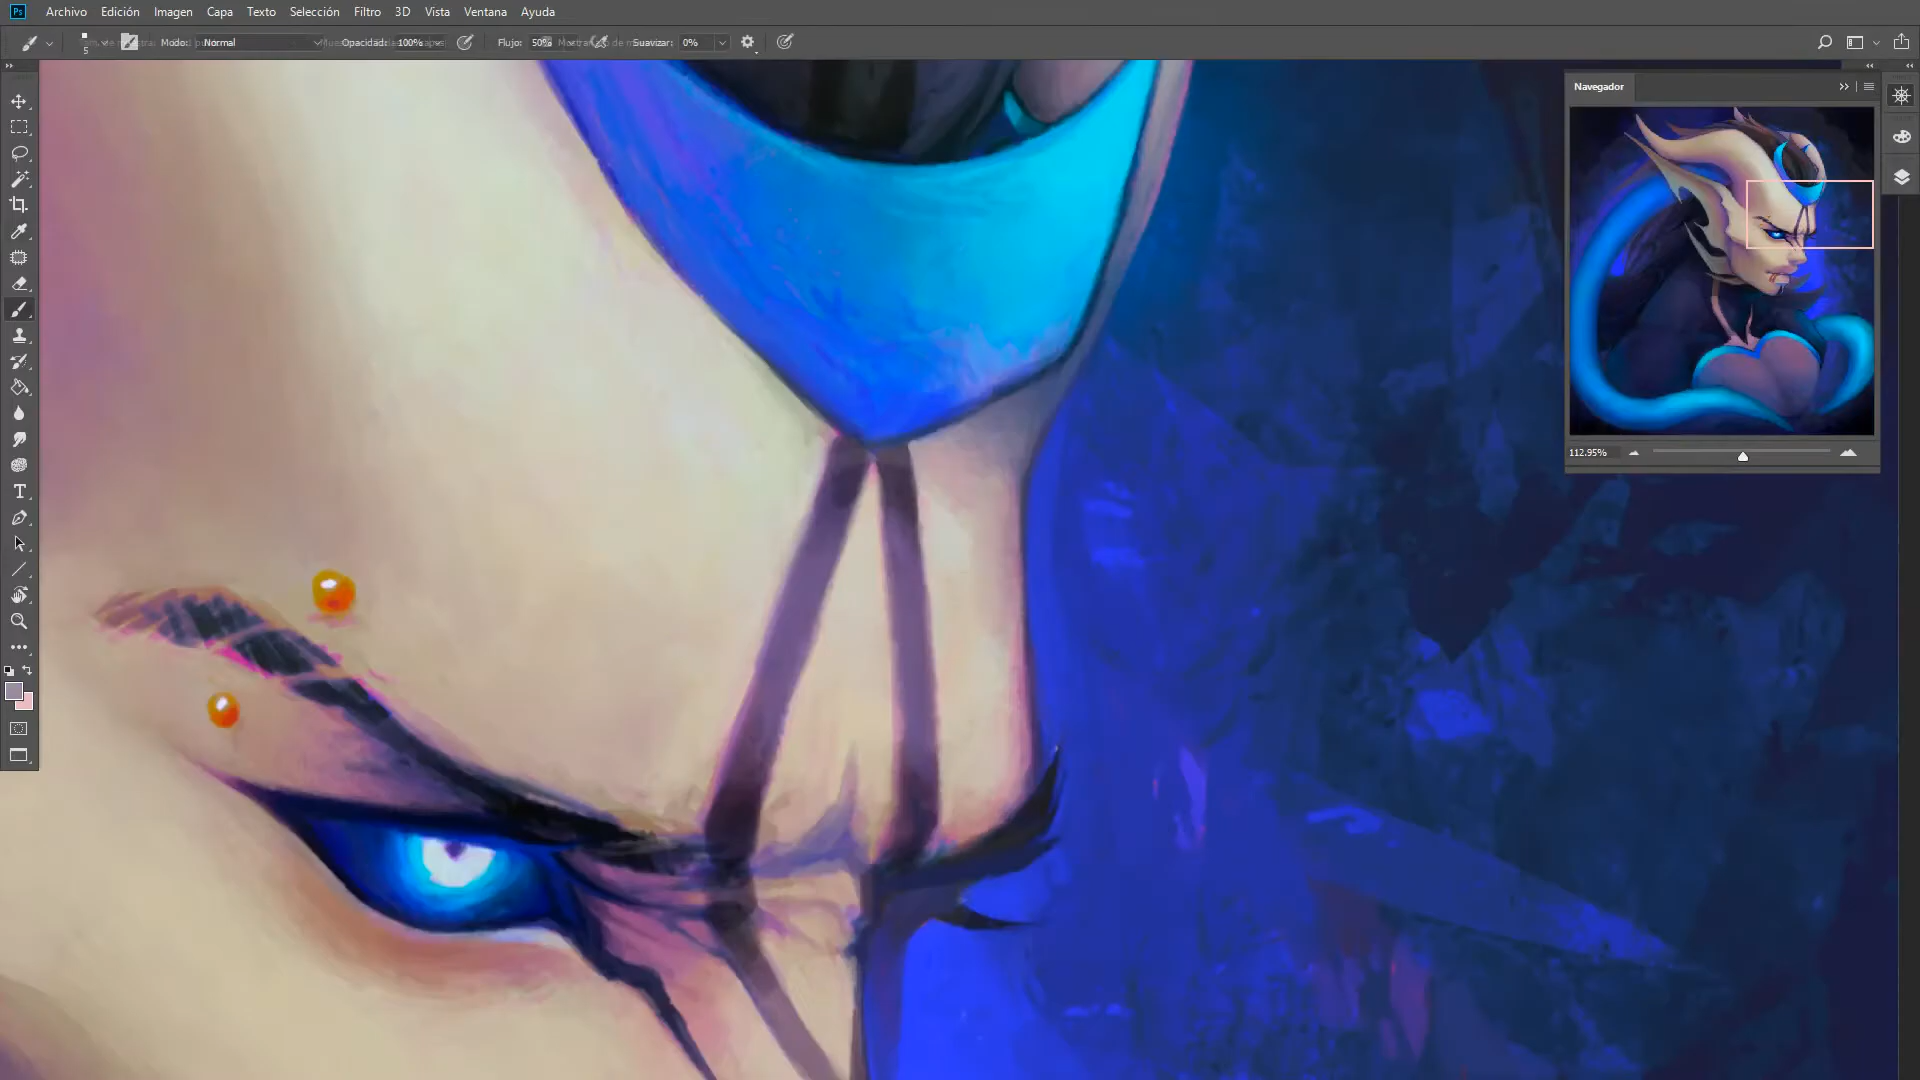 Ps Archivo Edición Imagen Capa Texto Selección Filtro 3D Vista Ventana Ayuda
5 Modo: Normal Opacidad: 100% Flujo: 50% Suavizar: 0%
Navegador
112.95%